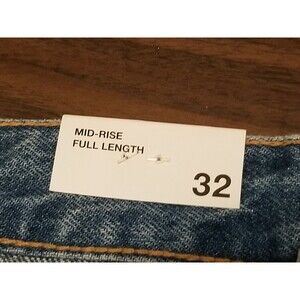 MID-RISE
FULL LENGTH
32